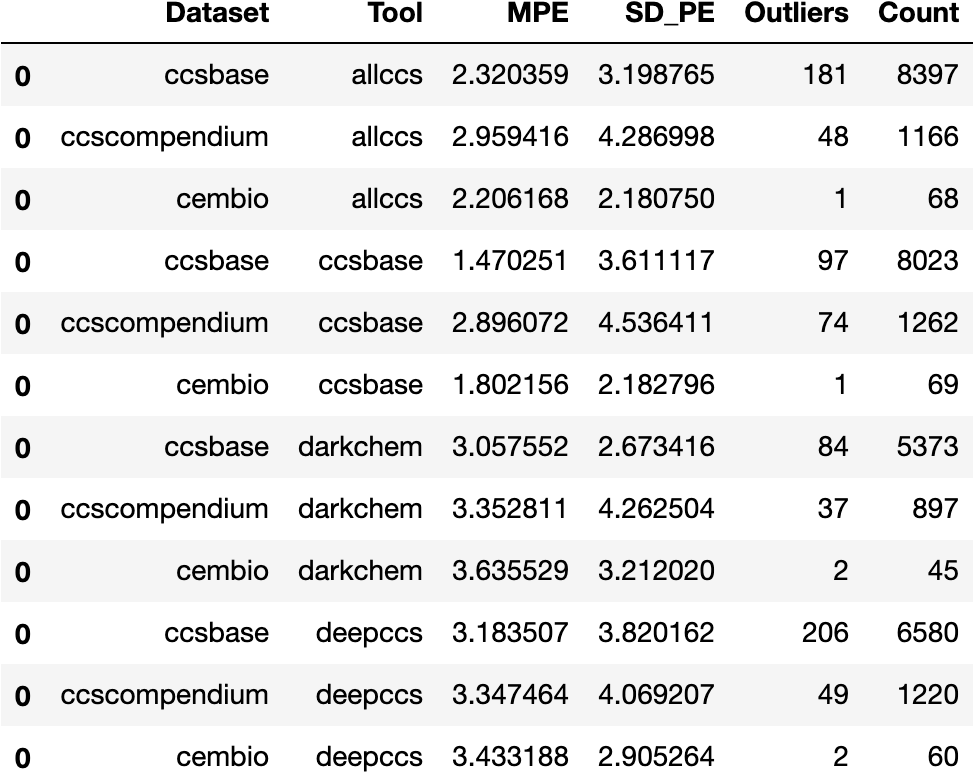 Dataset Tool MPE SD_PE Outliers Count
0 ccsbase allccs 2.320359 3.198765 181 8397
0 ccscompendium allccs 2.959416 4.286998 48 1166
0 cembio allccs 2.206168 2.180750 1 68
0 ccsbase ccsbase 1.470251 3.611117 97 8023
0 ccscompendium ccsbase 2.896072 4.536411 74 1262
0 cembio ccsbase 1.802156 2.182796 1 69
0 ccsbase darkchem 3.057552 2.673416 84 5373
0 ccscompendium darkchem 3.352811 4.262504 37 897
0 cembio darkchem 3.635529 3.212020 2 45
0 ccsbase deepccs 3.183507 3.820162 206 6580
0 ccscompendium deepccs 3.347464 4.069207 49 1220
0 cembio deepccs 3.433188 2.905264 2 60